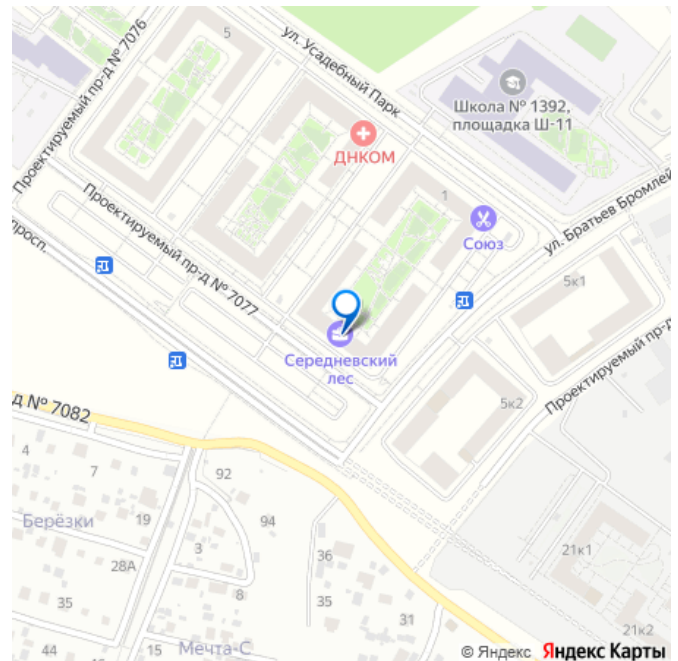 Проектируемый пр-д № 7076
5
ул. Усадебный Парк
Школа № 1392,
площадка Ш-11
ДНКОМ
1
Союз
ул. Братьев Бромлей
Проектируемый пр-д № 7077
просп.
5к1
Середневский
лес
Проектируемый пр-д
5к2
д № 7082
4
7
92
Берёзки
19
94
3
36
28А
21к1
8
35
35
31
44
15
Мечта-С
21к2
© Яндекс Яндекс Карты